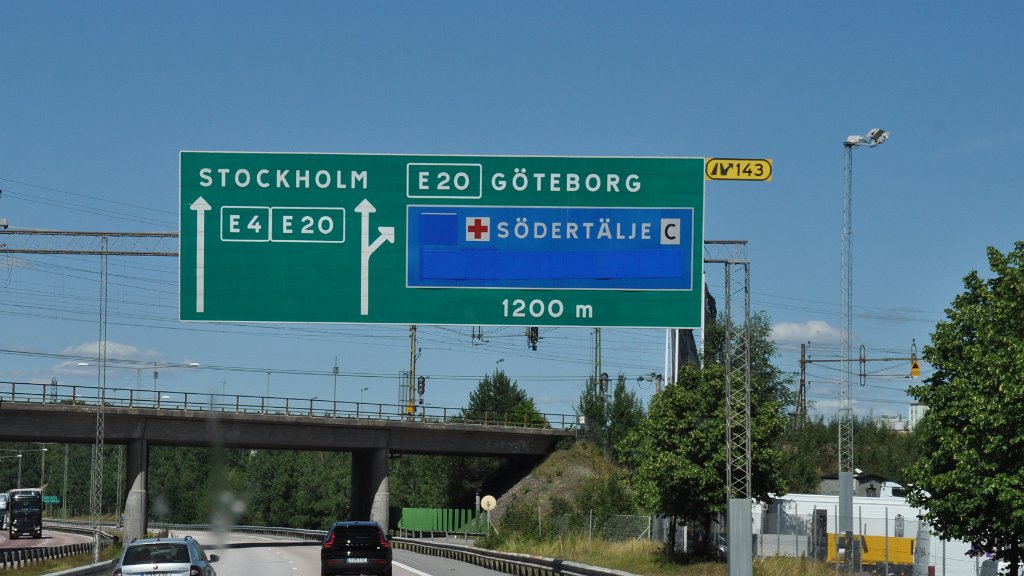 STOCKHOLM
E4 E20
E20 GÖTEBORG
SÖDERTÄLJE C
1200 m
143